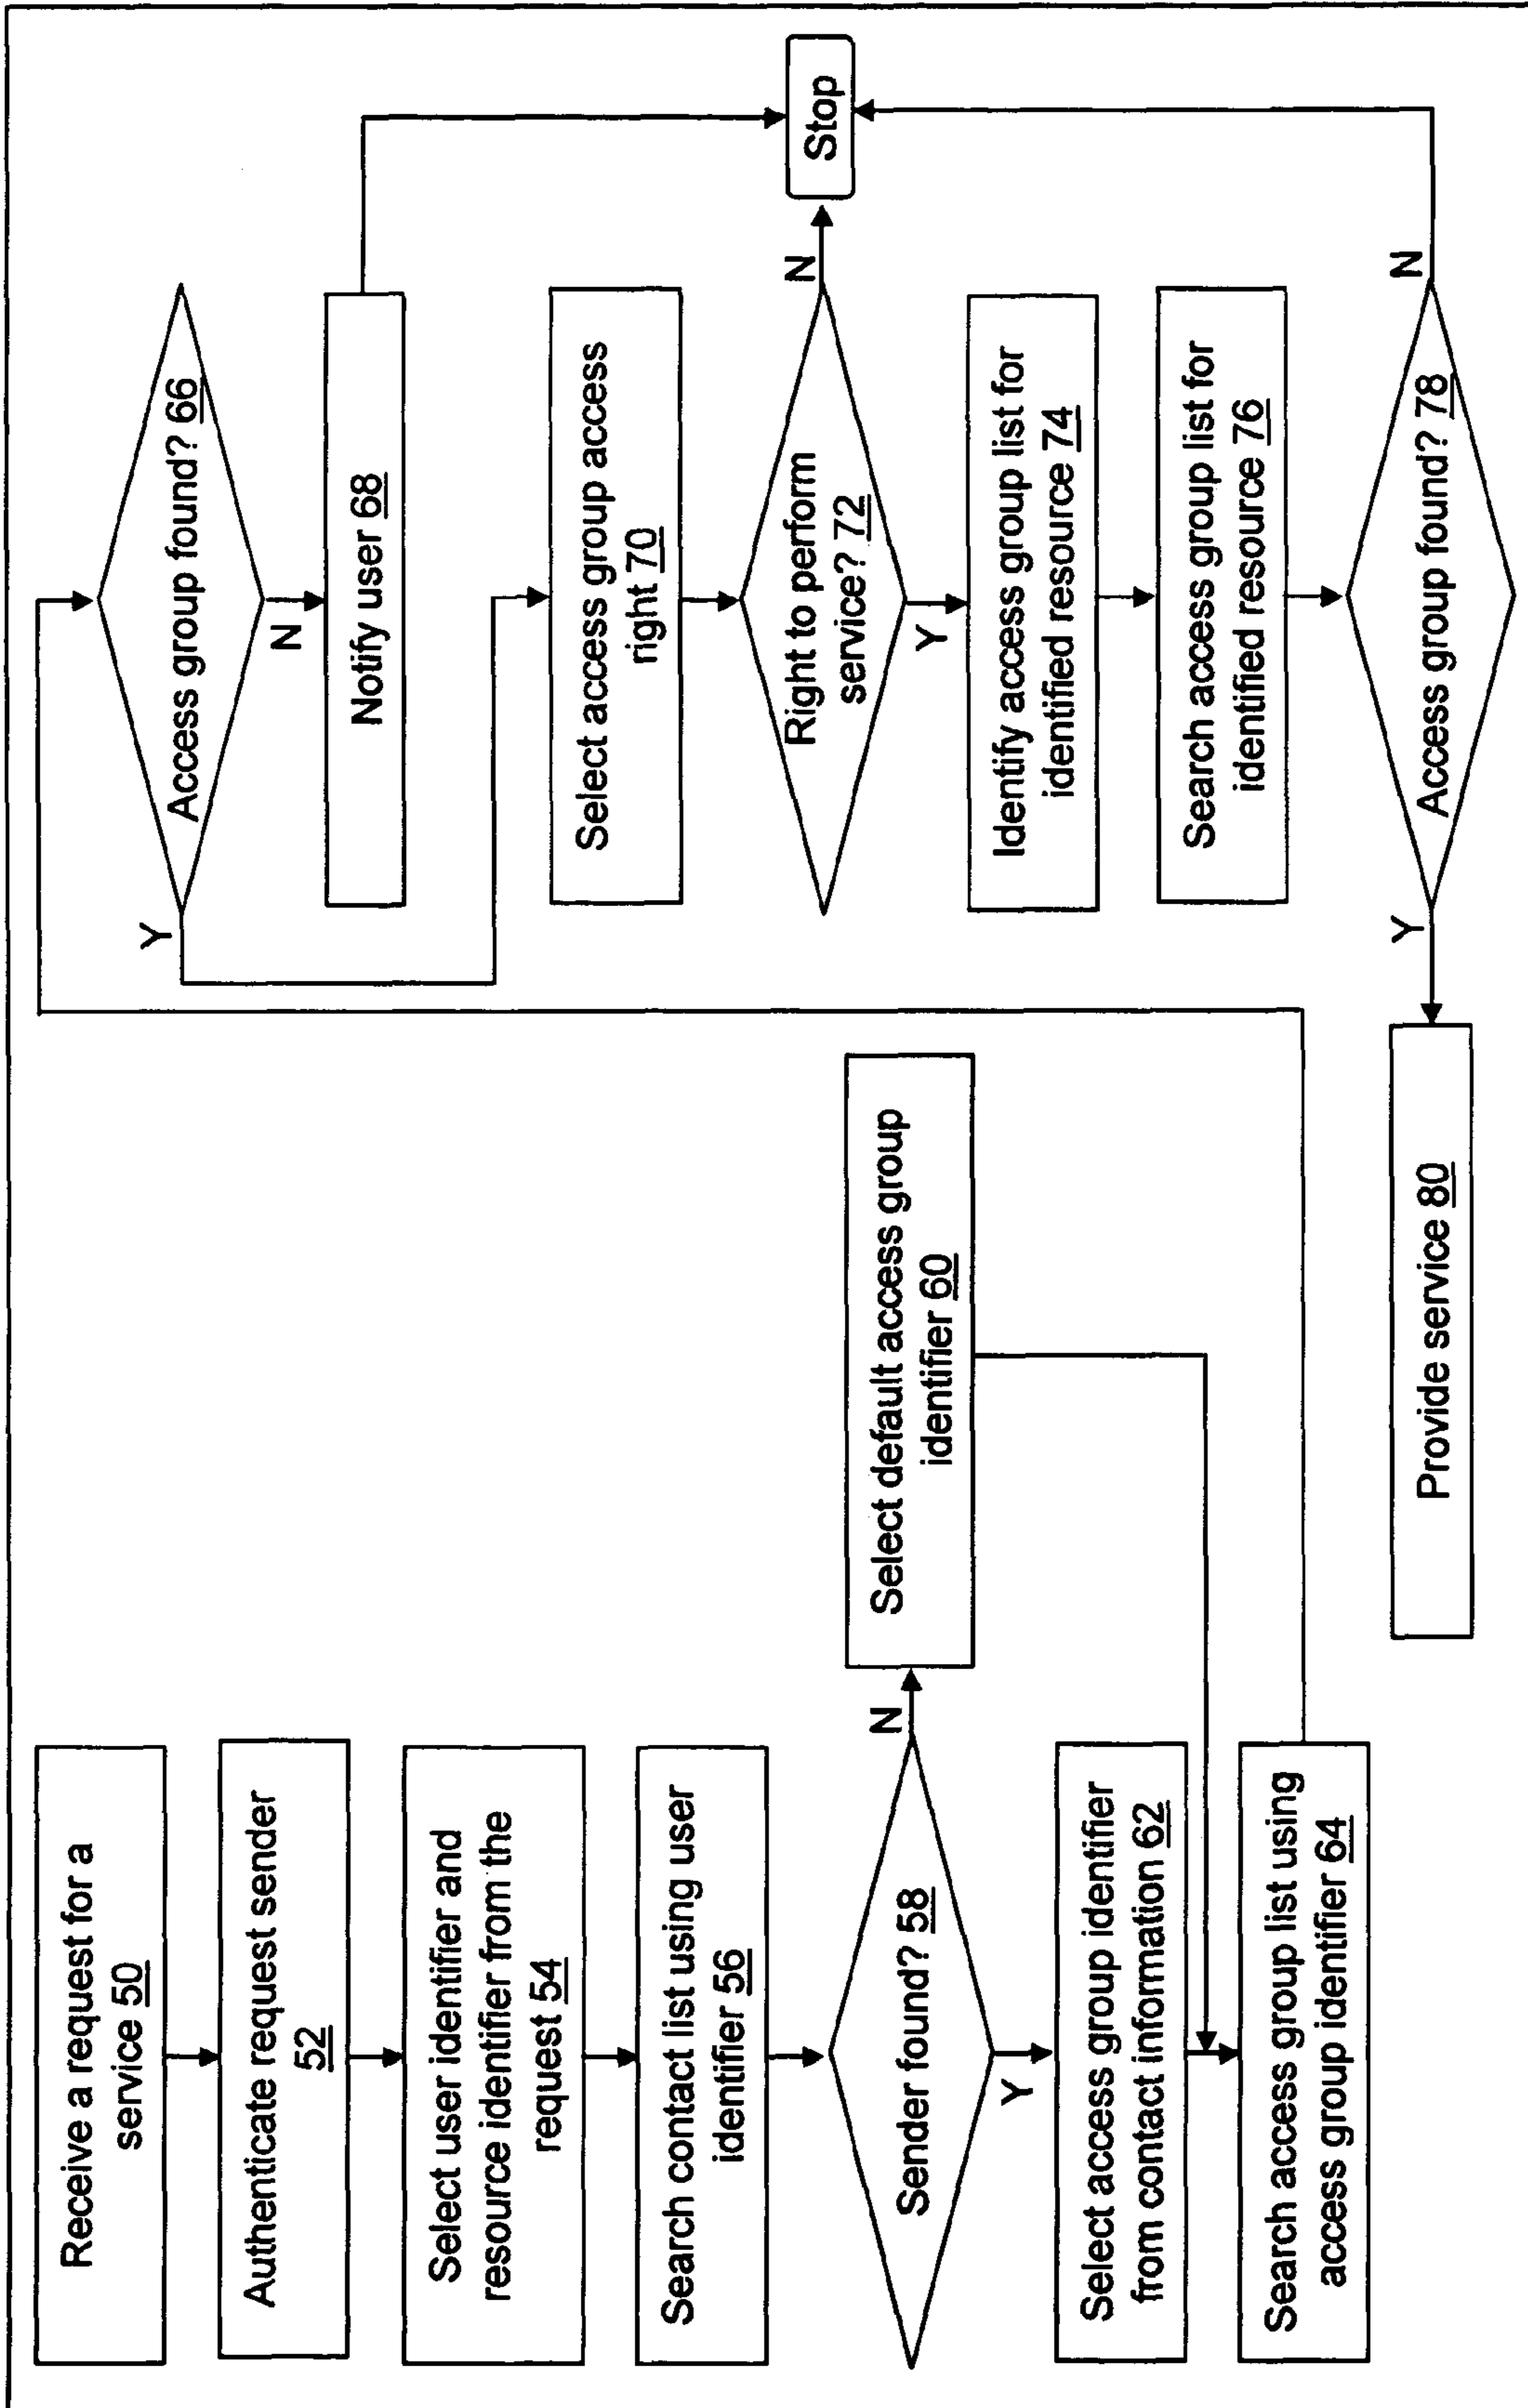 Receive a request for a
service 50
Authenticate request sender
52
Select user identifier and
resource identifier from the
request 54
Search contact list using user
identifier 56
Sender found? 58
N
Y
Select default access group
identifier 60
Select access group identifier
from contact information 62
Search access group list using
access group identifier 64
Access group found? 66
Y
N
Notify user 68
Select access group access
right 70
Right to perform
service? 72
N
Stop
Y
Identify access group list for
identified resource 74
Search access group list for
identified resource 76
Access group found? 78
Y
N
Provide service 80